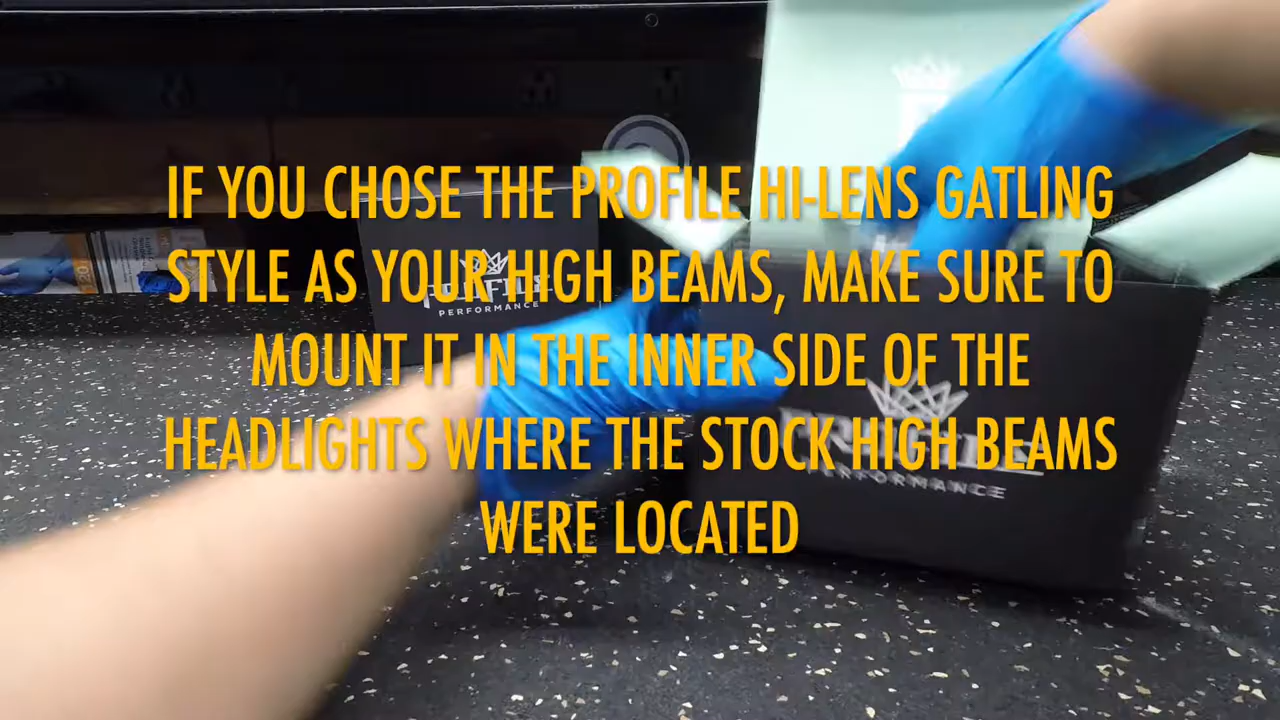 IF YOU CHOSE THE PROFILE HI-LENS GATLING
STYLE AS YOUR HIGH BEAMS, MAKE SURE TO
MOUNT IT IN THE INNER SIDE OF THE
HEADLIGHTS WHERE THE STOCK HIGH BEAMS
WERE LOCATED
PROFILE
PERFORMANCE
PROFILE
PERFORMANCE